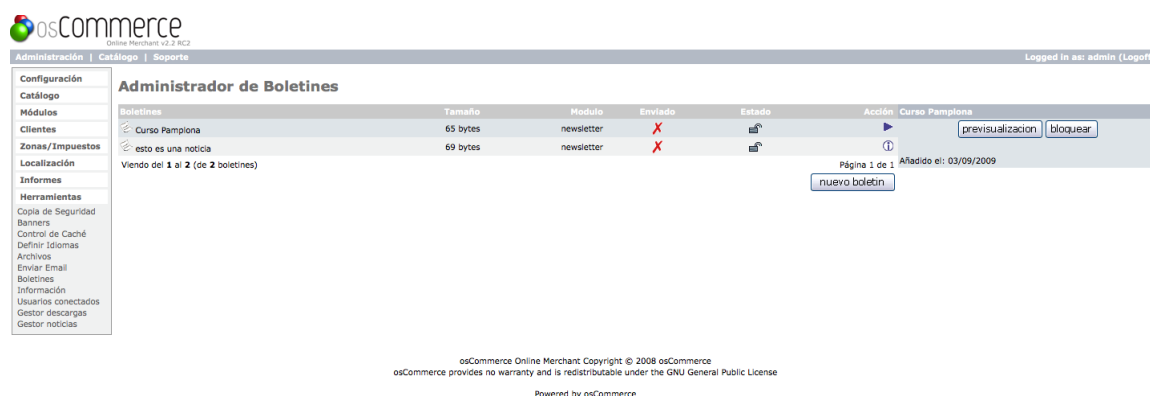 osCommerce
Online Merchant v2.2 RC2
Administración | Catálogo | Soporte
Logged in as: admin (Logoff
Configuración
Catálogo
Módulos
Clientes
Zonas/Impuestos
Localización
Informes
Herramientas
Copia de Seguridad
Banners
Control de Caché
Definir Idiomas
Archivos
Enviar Email
Boletines
Información
Usuarios conectados
Gestor descargas
Gestor noticias
Administrador de Boletines
Boletines Tamaño Modulo Enviado Estado Acción
Curso Pamplona 65 bytes newsletter
esto es una noticia 69 bytes newsletter
Viendo del 1 al 2 (de 2 boletines) Página 1 de 1
nuevo boletin
Curso Pamplona
previsualizacion bloquear
Añadido el: 03/09/2009
osCommerce Online Merchant Copyright © 2008 osCommerce
osCommerce provides no warranty and is redistributable under the GNU General Public License
Powered by osCommerce